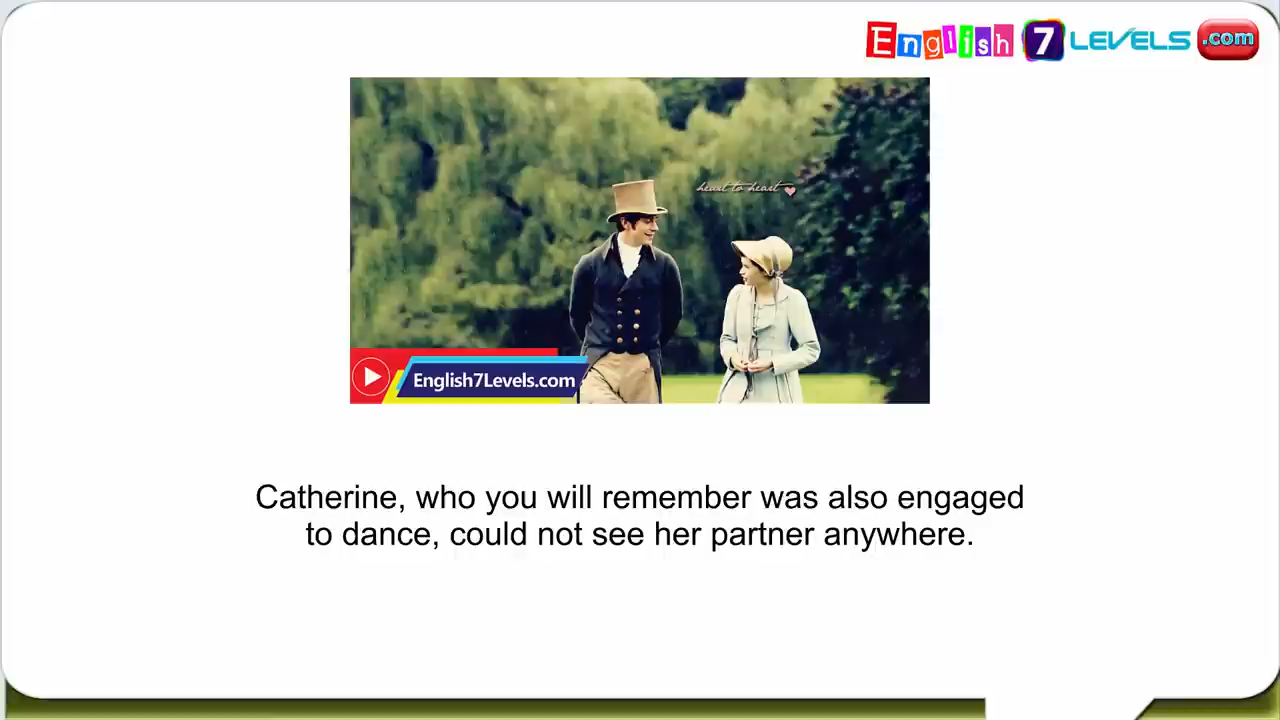 English 7 LEVELS .com
heart to heart
English7Levels.com
Catherine, who you will remember was also engaged
to dance, could not see her partner anywhere.